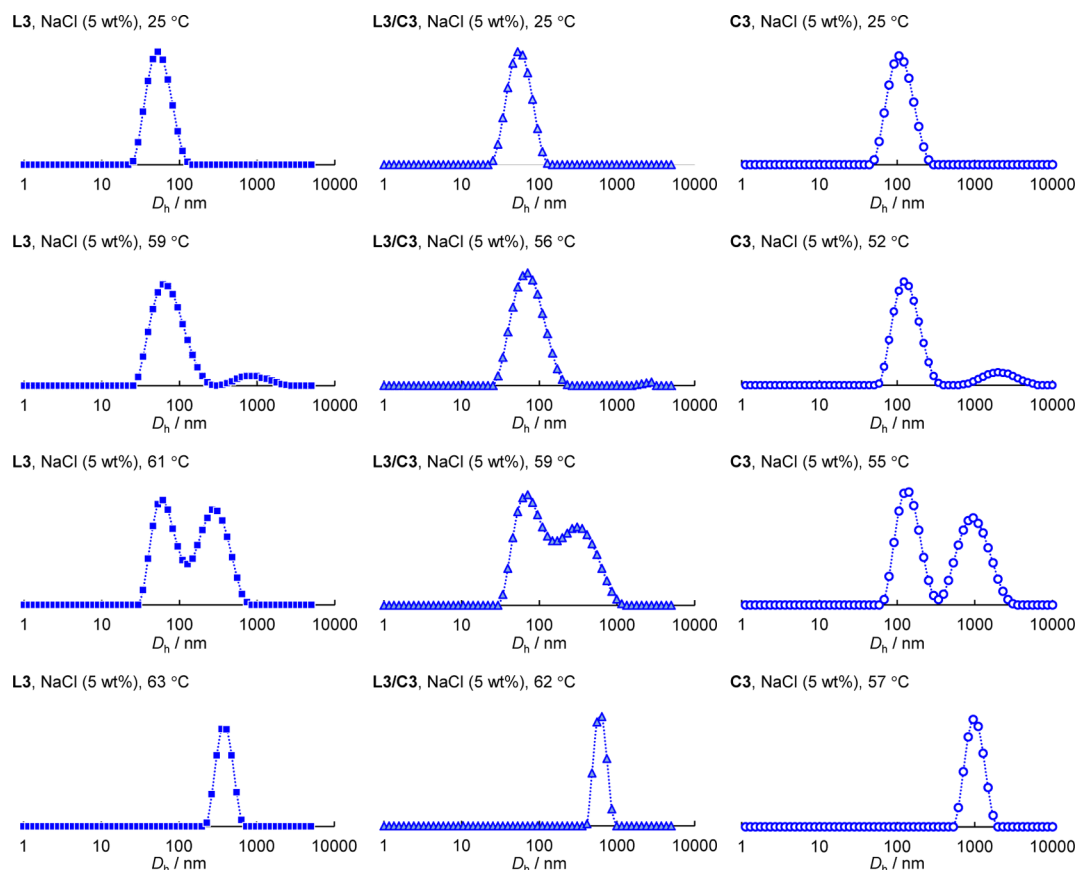 L3, NaCl (5 wt%), 25 °C
1 10 100 1000 10000
Dh / nm
L3/C3, NaCl (5 wt%), 25 °C
1 10 100 1000 10000
Dh / nm
C3, NaCl (5 wt%), 25 °C
1 10 100 1000 10000
Dh / nm
L3, NaCl (5 wt%), 59 °C
1 10 100 1000 10000
Dh / nm
L3/C3, NaCl (5 wt%), 56 °C
1 10 100 1000 10000
Dh / nm
C3, NaCl (5 wt%), 52 °C
1 10 100 1000 10000
Dh / nm
L3, NaCl (5 wt%), 61 °C
1 10 100 1000 10000
Dh / nm
L3/C3, NaCl (5 wt%), 59 °C
1 10 100 1000 10000
Dh / nm
C3, NaCl (5 wt%), 55 °C
1 10 100 1000 10000
Dh / nm
L3, NaCl (5 wt%), 63 °C
1 10 100 1000 10000
Dh / nm
L3/C3, NaCl (5 wt%), 62 °C
1 10 100 1000 10000
Dh / nm
C3, NaCl (5 wt%), 57 °C
1 10 100 1000 10000
Dh / nm